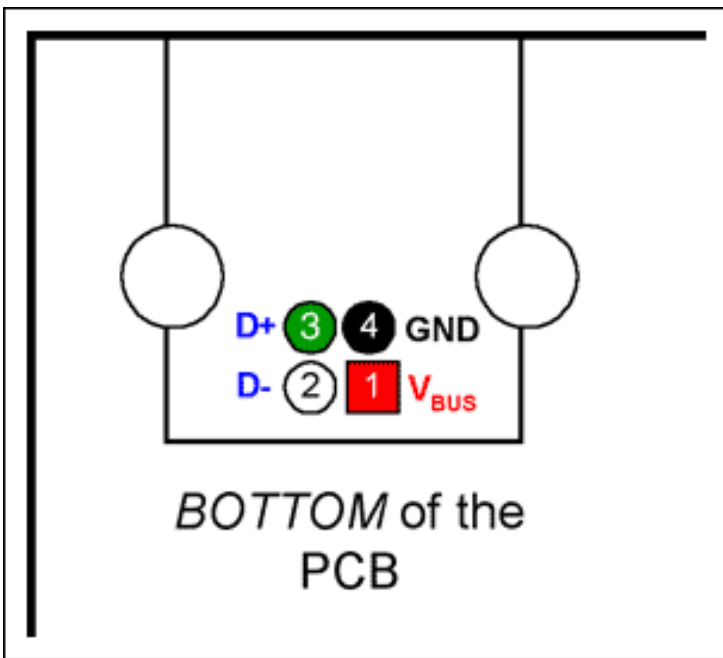 D+ 3 4 GND
D- 2 1 VBUS
BOTTOM of the
PCB